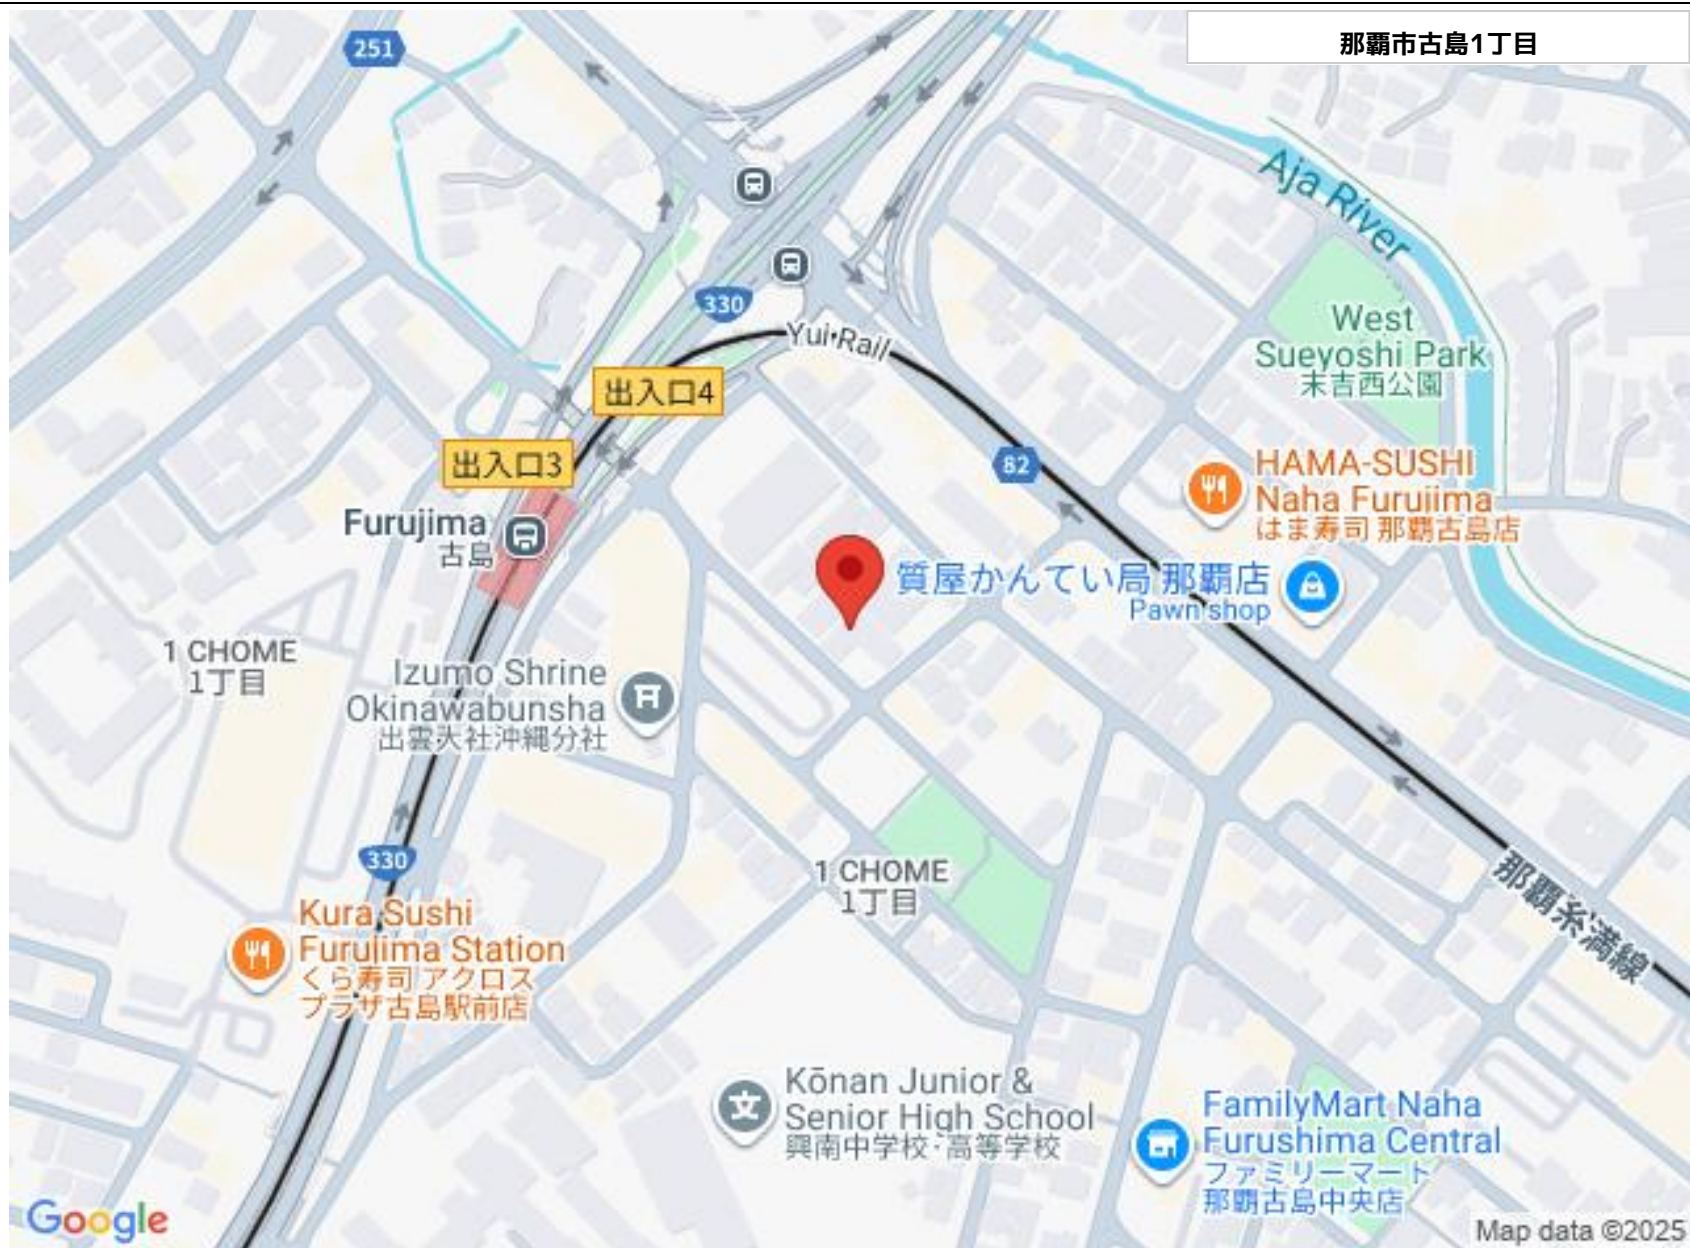 那覇市古島1丁目
251
Aja River
330
Yui Rail
West
Sueyoshi Park
末吉西公園
出入口4
出入口3
82
HAMA-SUSHI
Naha Furujima
はま寿司 那覇古島店
Furujima
古島
質屋かんてい局 那覇店
Pawn shop
1 CHOME
1丁目
Izumo Shrine
Okinawabunsha
出雲大社沖縄分社
330
1 CHOME
1丁目
那覇糸満線
Kura Sushi
Furujima Station
くら寿司 アクロス
プラザ古島駅前店
Kōnan Junior &
Senior High School
興南中学校・高等学校
FamilyMart Naha
Furushima Central
ファミリーマート
那覇古島中央店
Google
Map data ©2025